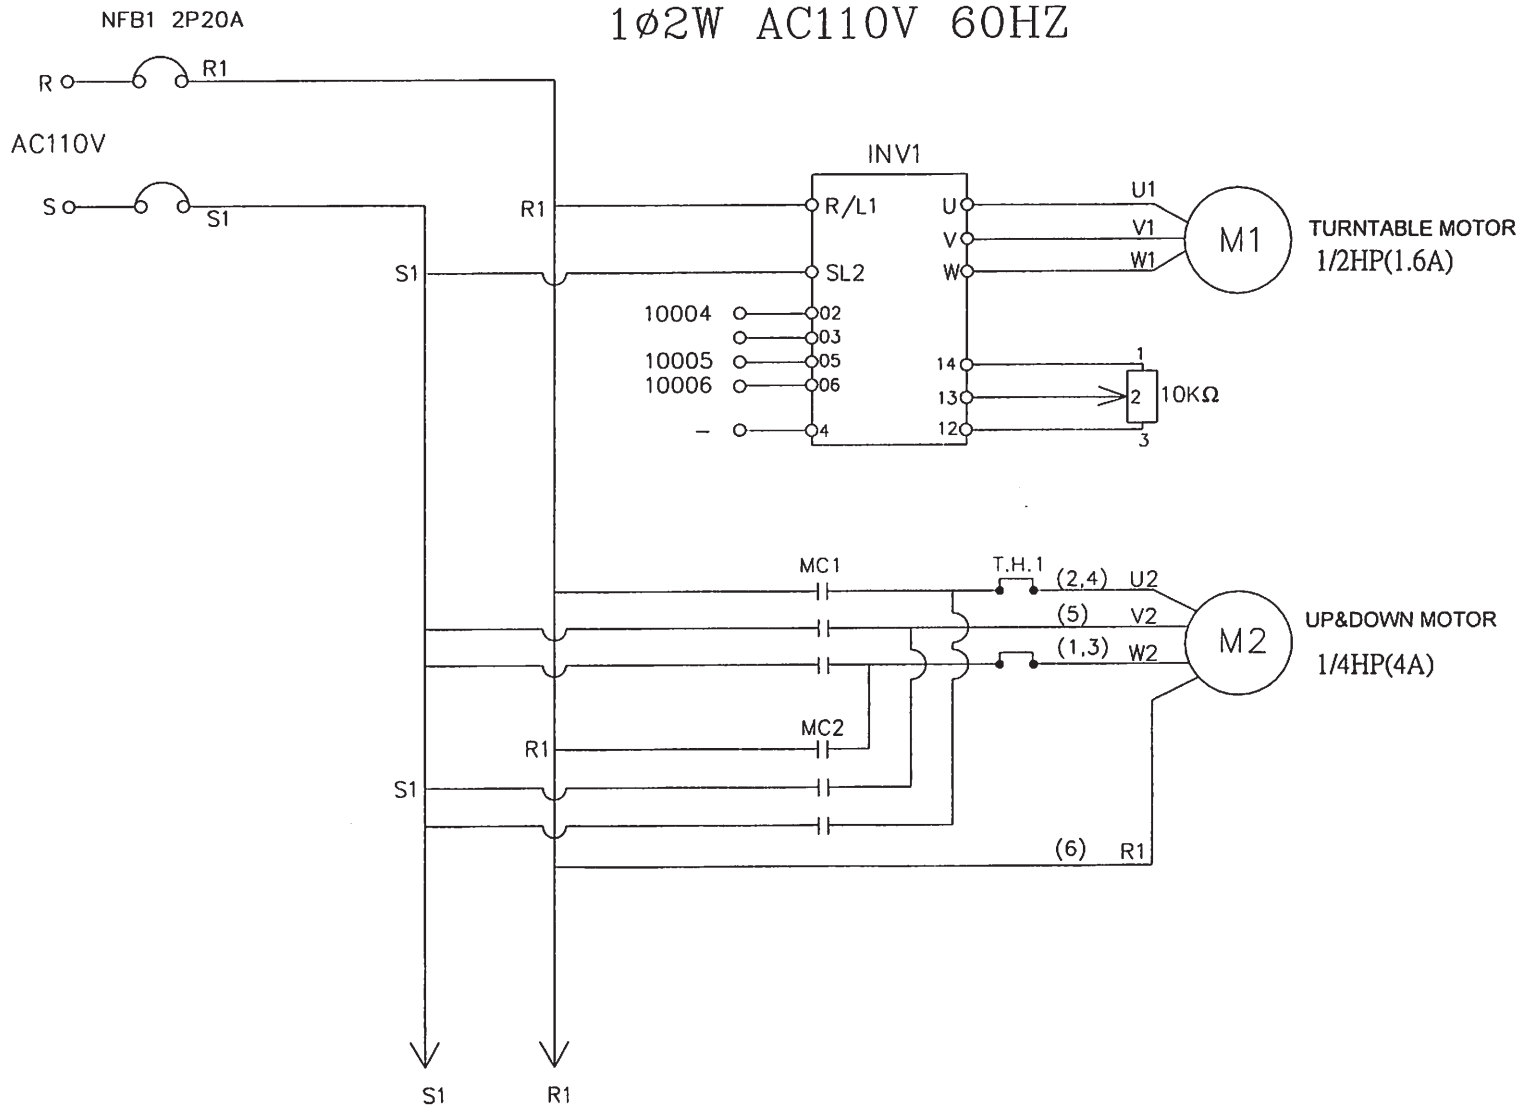 NFB1 2P20A
1ø2W AC110V 60HZ
R
R1
AC110V
S
S1
INV1
R1
R/L1
U
U1
V
V1
W
W1
M1
TURNTABLE MOTOR
1/2HP(1.6A)
S1
SL2
10004
02
03
10005
05
10006
06
–
4
14
1
13
2
10KΩ
12
3
MC1
T.H.1
(2,4)
U2
(5)
V2
(1,3)
W2
M2
UP&DOWN MOTOR
1/4HP(4A)
MC2
R1
S1
(6)
R1
S1
R1